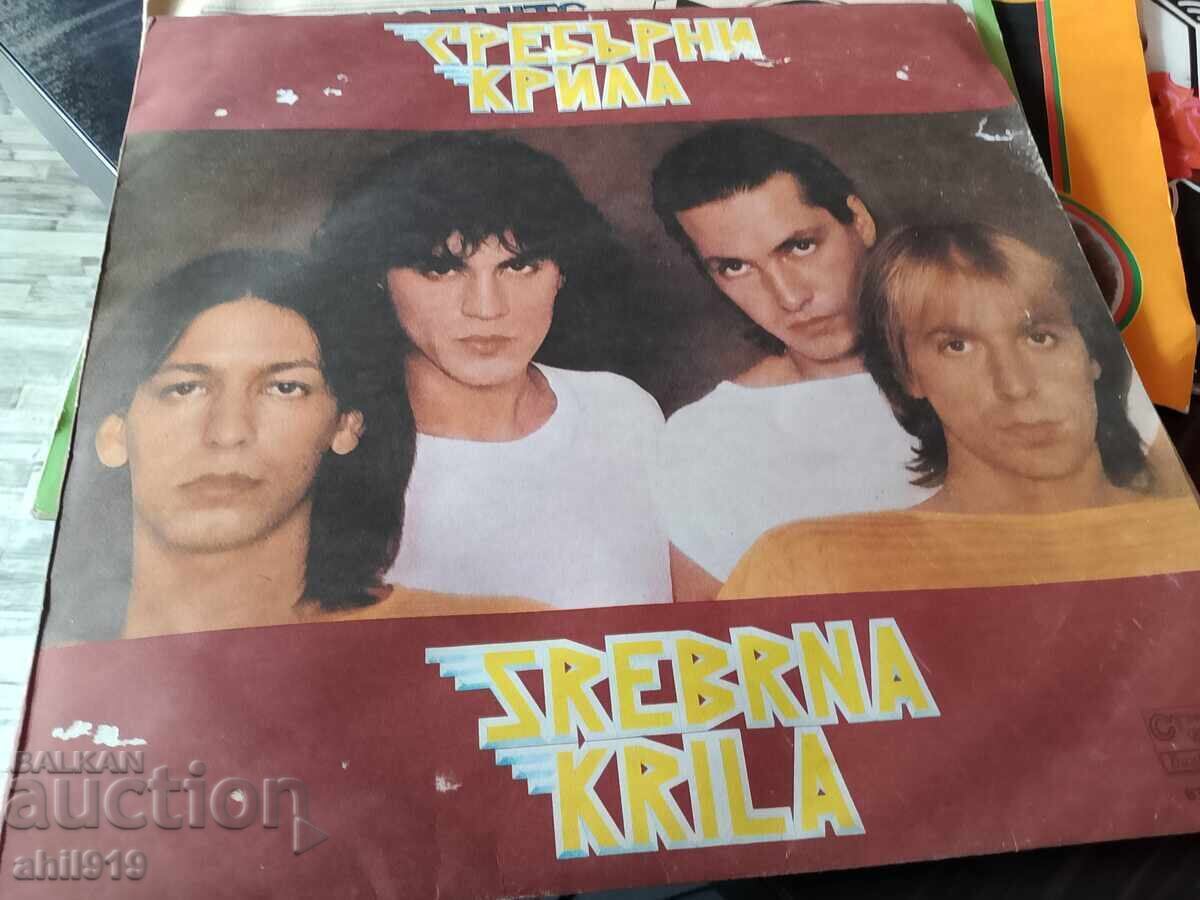 СРЕБЪРНИ
КРИЛА
SREBRNA
KRILA
BALKAN
auction
ahil919